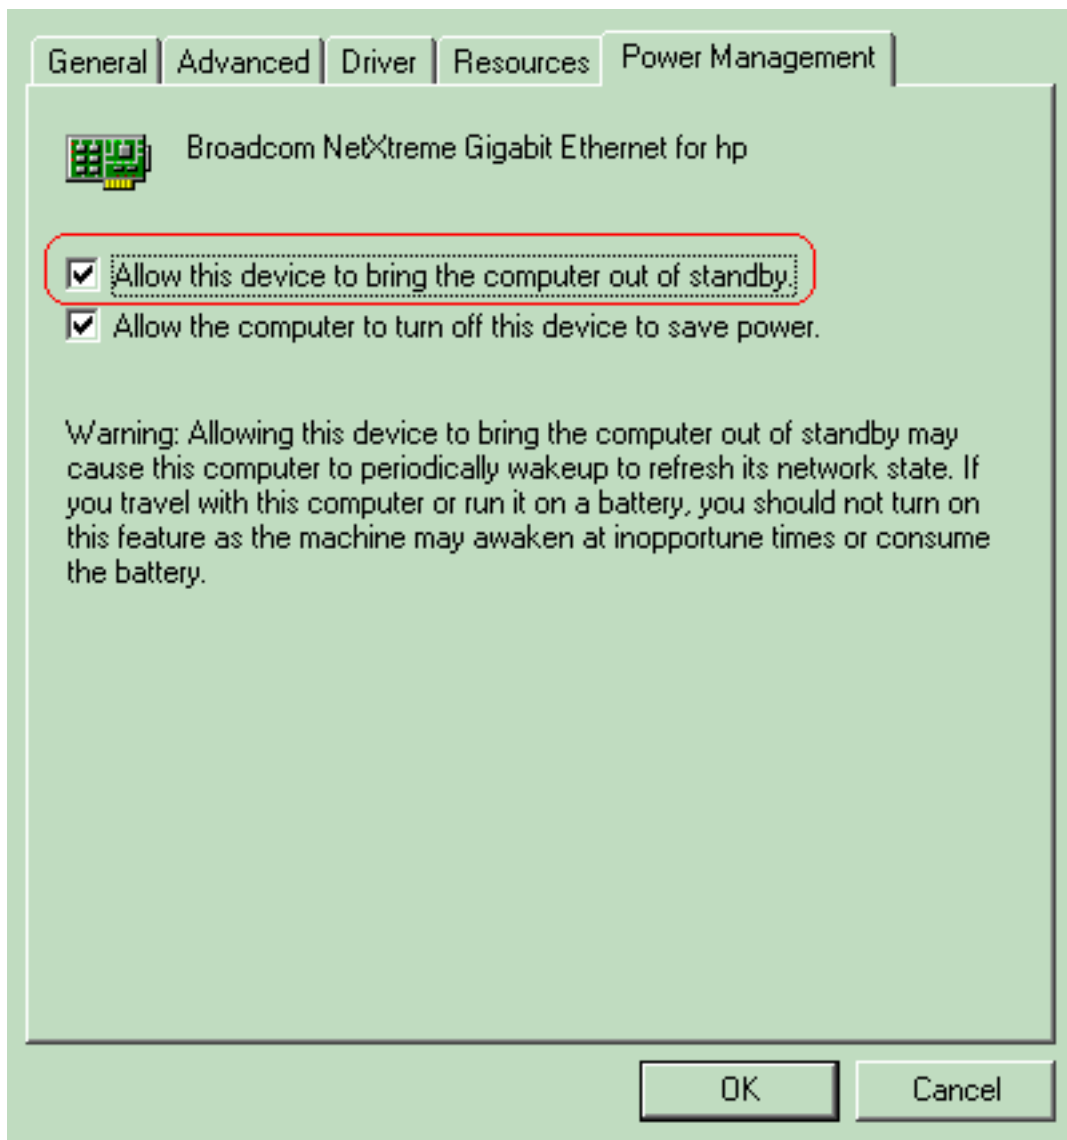 General Advanced Driver Resources Power Management
Broadcom NetXtreme Gigabit Ethernet for hp
Allow this device to bring the computer out of standby.
Allow the computer to turn off this device to save power.
Warning: Allowing this device to bring the computer out of standby may
cause this computer to periodically wakeup to refresh its network state. If
you travel with this computer or run it on a battery, you should not turn on
this feature as the machine may awaken at inopportune times or consume
the battery.
OK Cancel